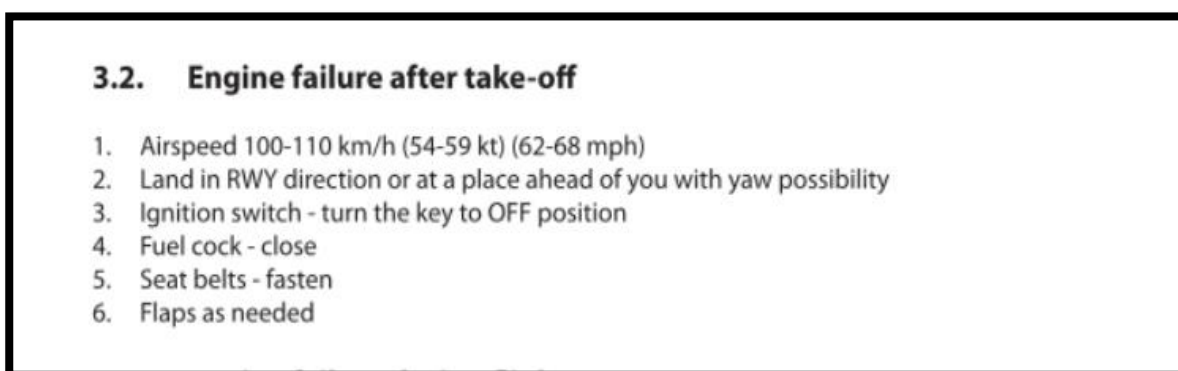 3.2. Engine failure after take-off
1. Airspeed 100-110 km/h (54-59 kt) (62-68 mph)
2. Land in RWY direction or at a place ahead of you with yaw possibility
3. Ignition switch - turn the key to OFF position
4. Fuel cock - close
5. Seat belts - fasten
6. Flaps as needed